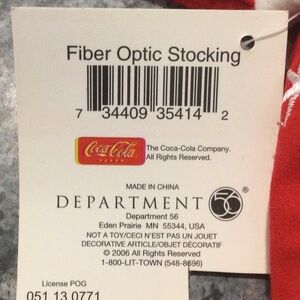 Fiber Optic Stocking
7 34409 35414 2
Coca-Cola
The Coca-Cola Company.
All Rights Reserved.
MADE IN CHINA
DEPARTMENT 56
Department 56
Eden Prairie MN 55344, USA
NOT A TOY/CECI N'EST PAS UN JOUET
DECORATIVE ARTICLE/OBJET DÉCORATIF
© 2006 All Rights Reserved
1-800-LIT-TOWN (548-8696)
License POG
051 13 0771